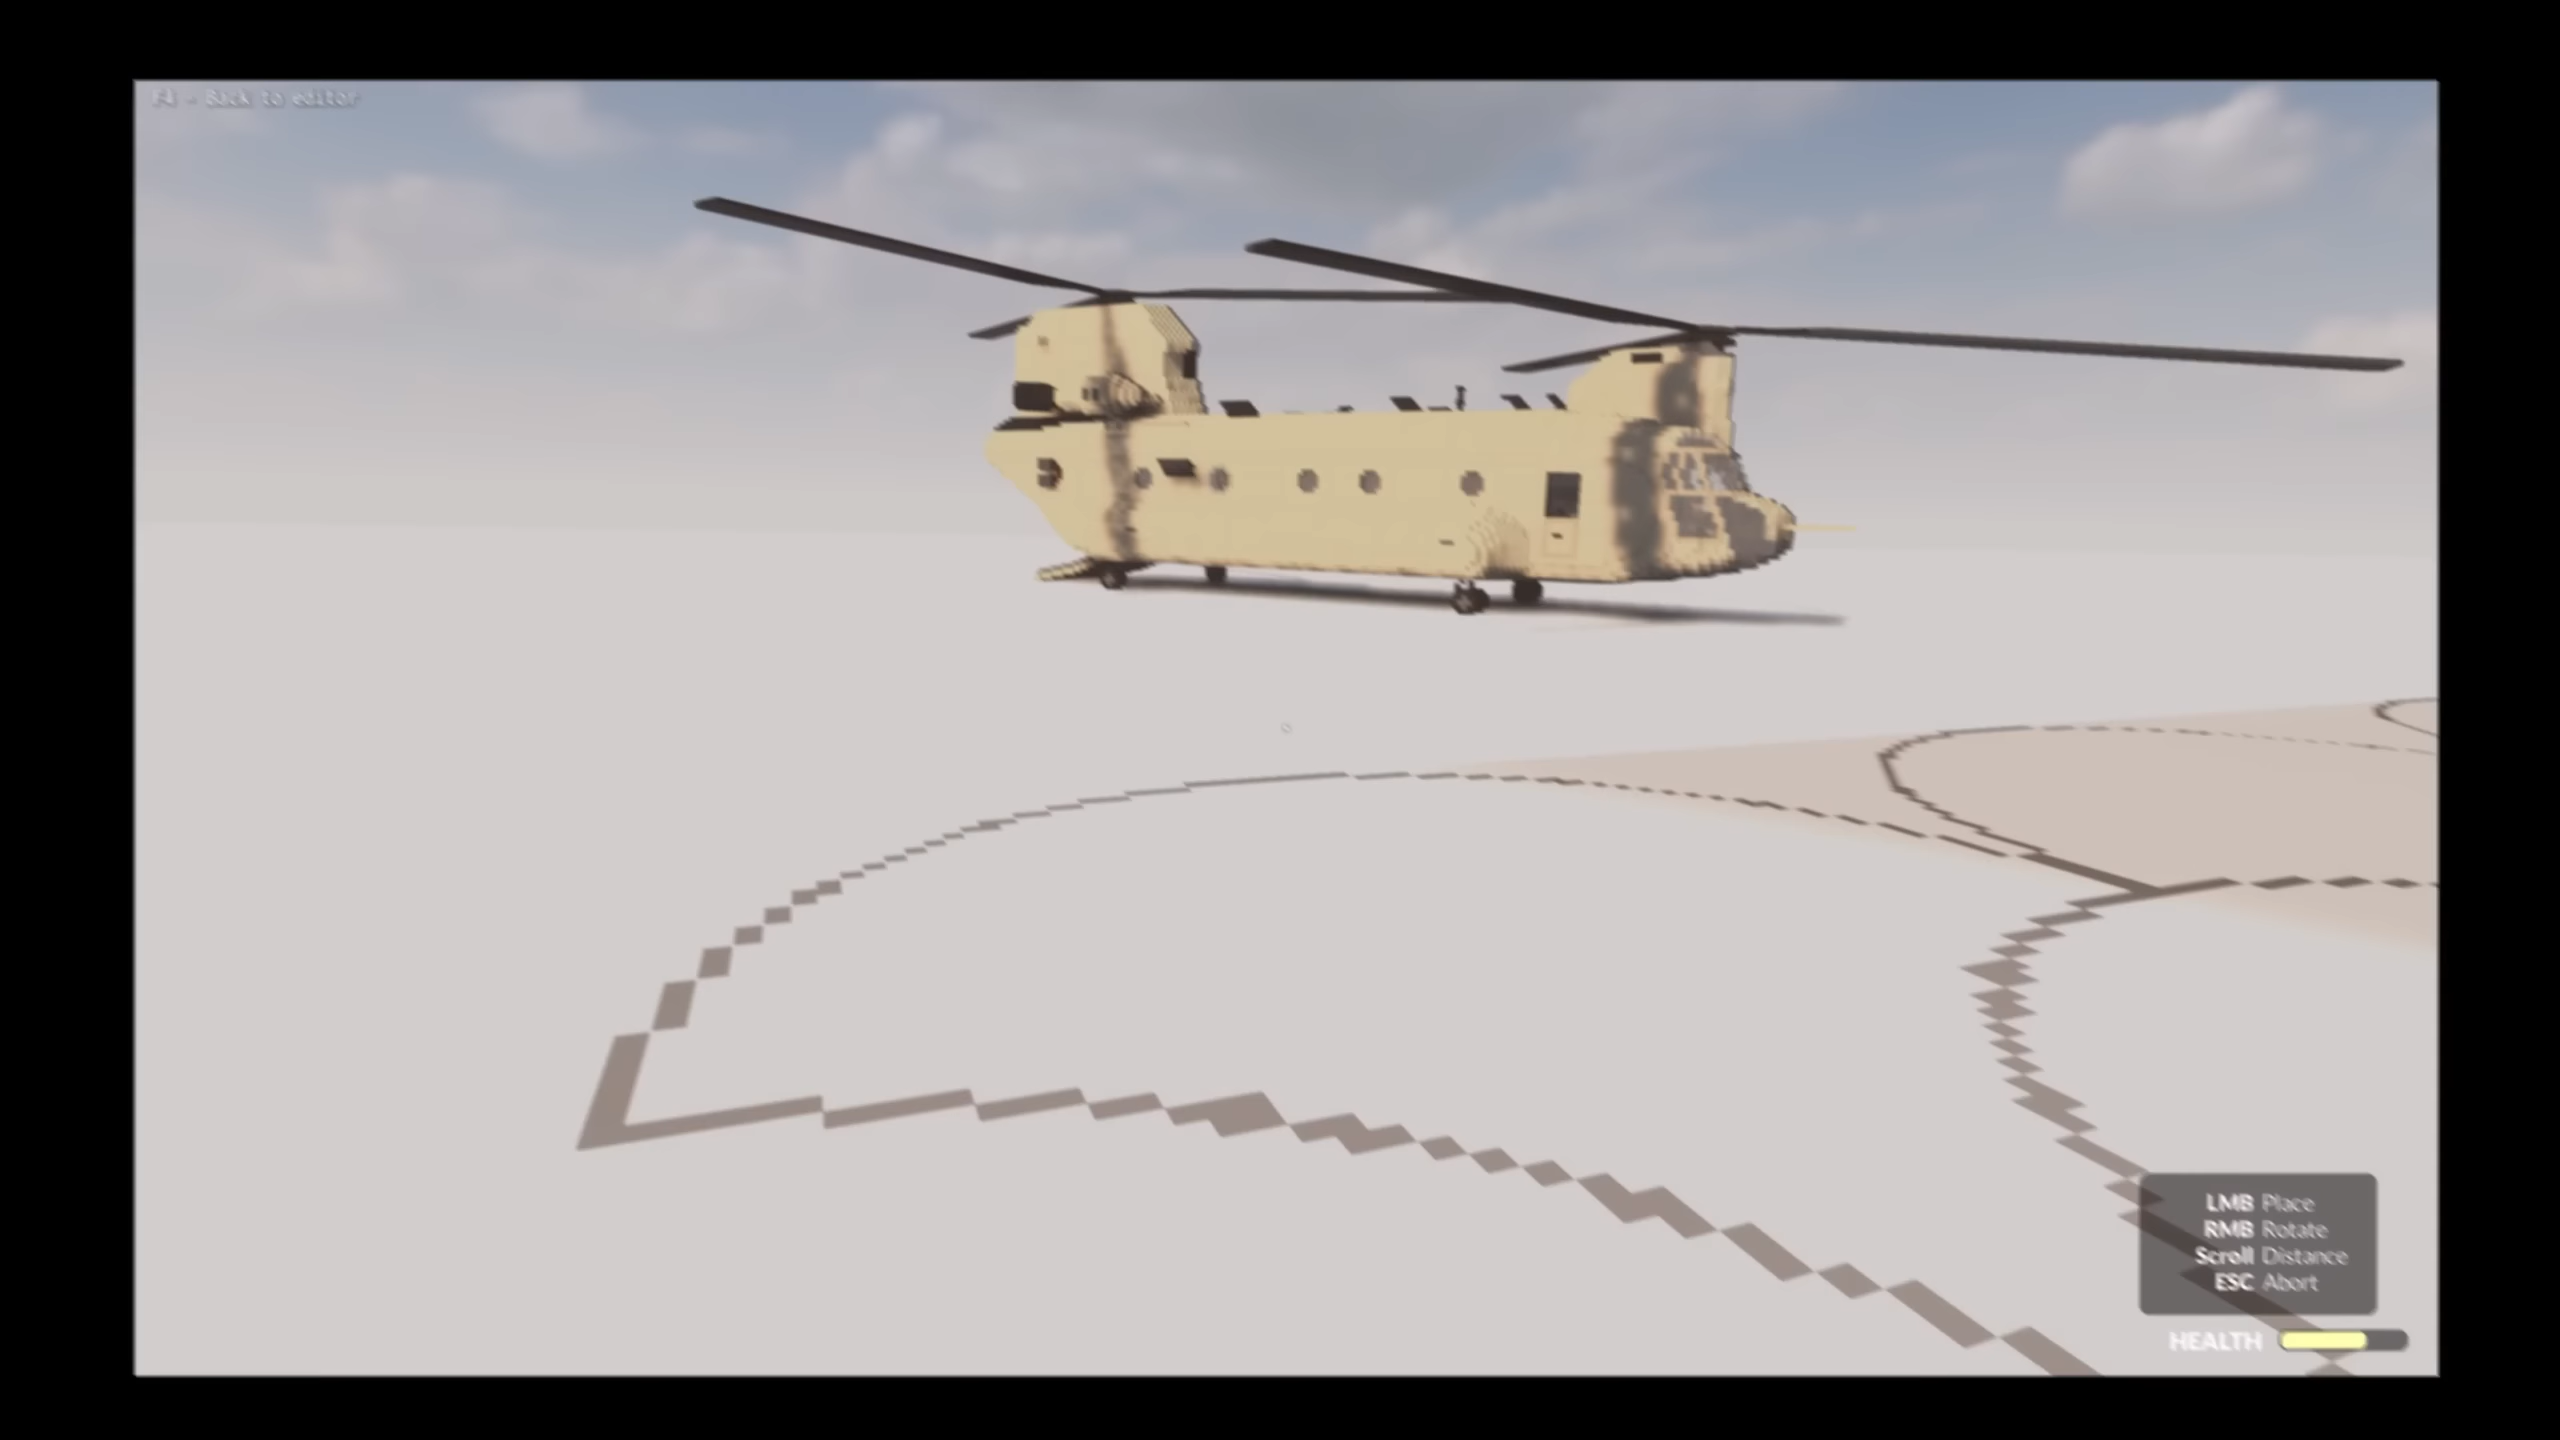 F4 - Back to editor
LMB Place
RMB Rotate
Scroll Distance
ESC Abort
HEALTH